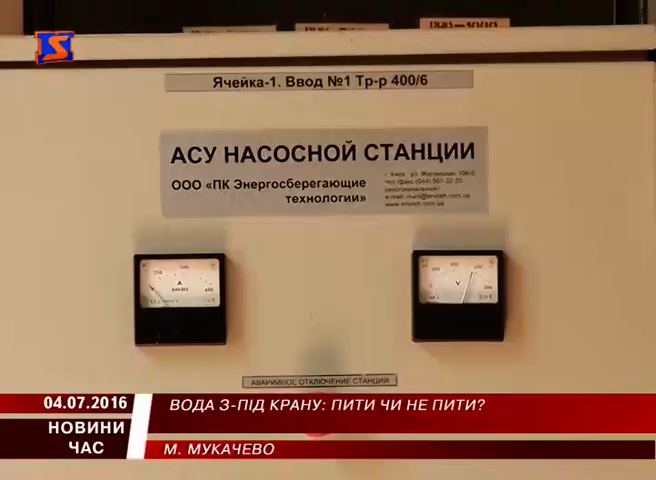 Ячейка-1. Ввод №1 Тр-р 400/6
АСУ НАСОСНОЙ СТАНЦИИ
ООО «ПК Энергосберегающие
технологии»
A
V
АВАРИЙНОЕ ОТКЛЮЧЕНИЕ СТАНЦИИ
04.07.2016
НОВИНИ
ЧАС
ВОДА З-ПІД КРАНУ: ПИТИ ЧИ НЕ ПИТИ?
М. МУКАЧЕВО